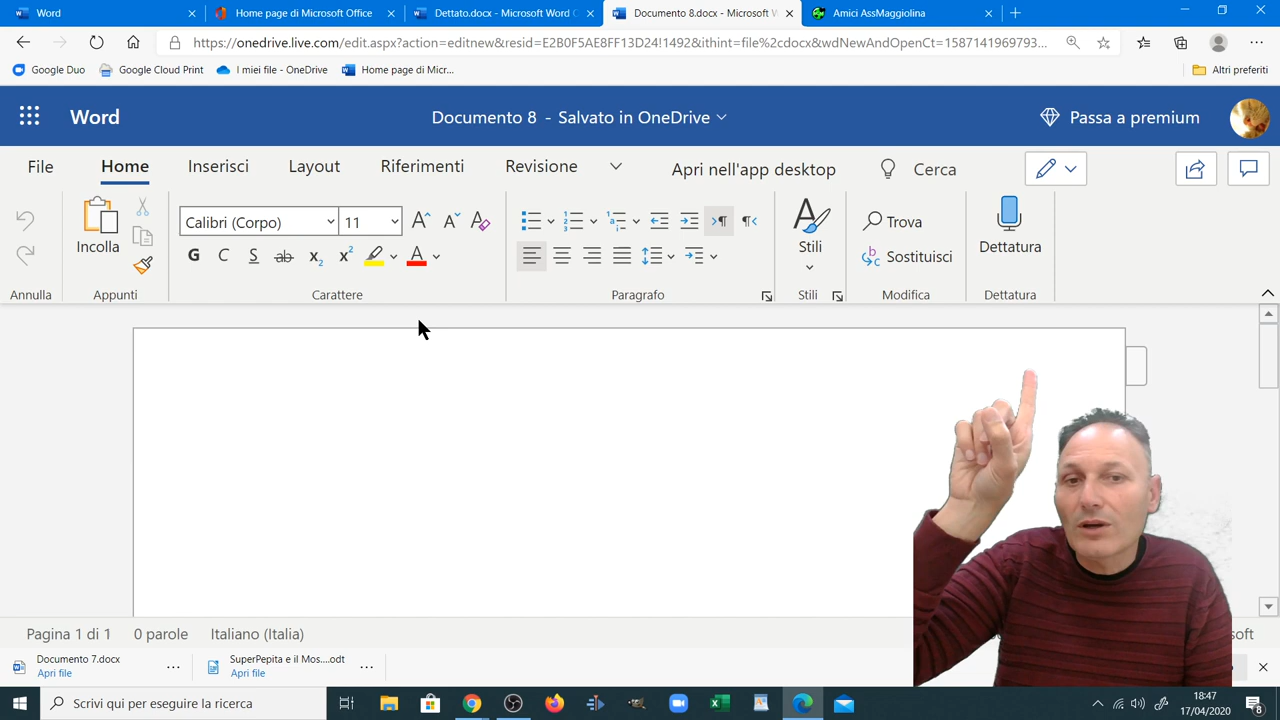 Word
Home page di Microsoft Office
Dettato.docx - Microsoft Word
Documento 8.docx - Microsoft W
Amici AssMaggiolina
https://onedrive.live.com/edit.aspx?action=editnew&resid=E2B0F5AE8FF13D24!1492&ithint=file%2cdocx&wdNewAndOpenCt=1587141969793...
Google Duo
Google Cloud Print
I miei file - OneDrive
Home page di Micr...
Altri preferiti
Word
Documento 8 - Salvato in OneDrive
Passa a premium
File
Home
Inserisci
Layout
Riferimenti
Revisione
Apri nell'app desktop
Cerca
Incolla
Calibri (Corpo)
11
G
C
S
ab
Stili
Trova
Sostituisci
Dettatura
Annulla
Appunti
Carattere
Paragrafo
Stili
Modifica
Dettatura
Pagina 1 di 1
0 parole
Italiano (Italia)
soft
Documento 7.docx
Apri file
SuperPepita e il Mos....odt
Apri file
Scrivi qui per eseguire la ricerca
18:47
17/04/2020
8